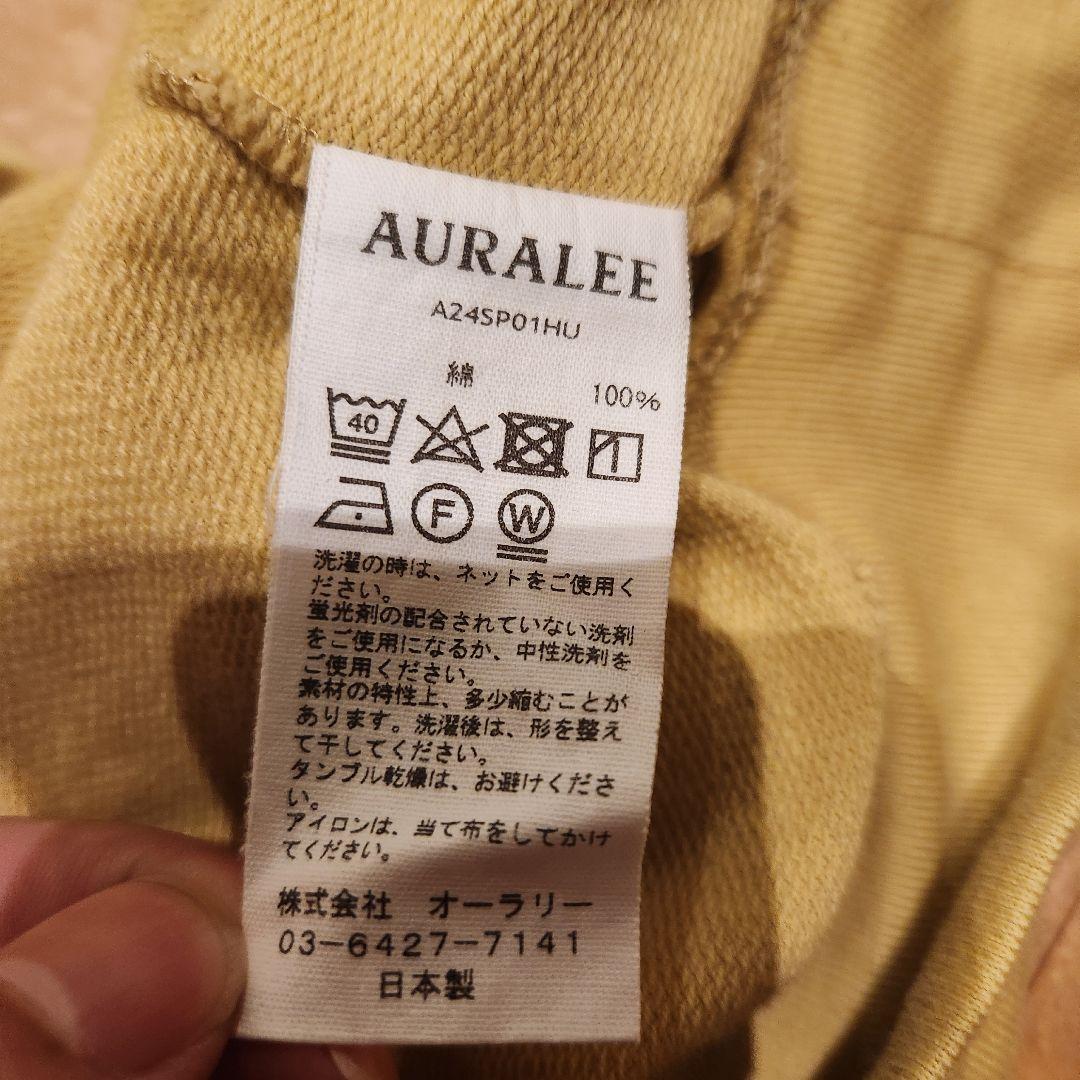 AURALEE
A24SP01HU
綿 100%
40
F W
洗濯の時は、ネットをご使用く
ださい。
蛍光剤の配合されていない洗剤
をご使用になるか、中性洗剤を
ご使用ください。
素材の特性上、多少縮むことが
あります。洗濯後は、形を整え
て干してください。
タンブル乾燥は、お避けくださ
い。
アイロンは、当て布をしてかけ
てください。
株式会社 オーラリー
03-6427-7141
日本製